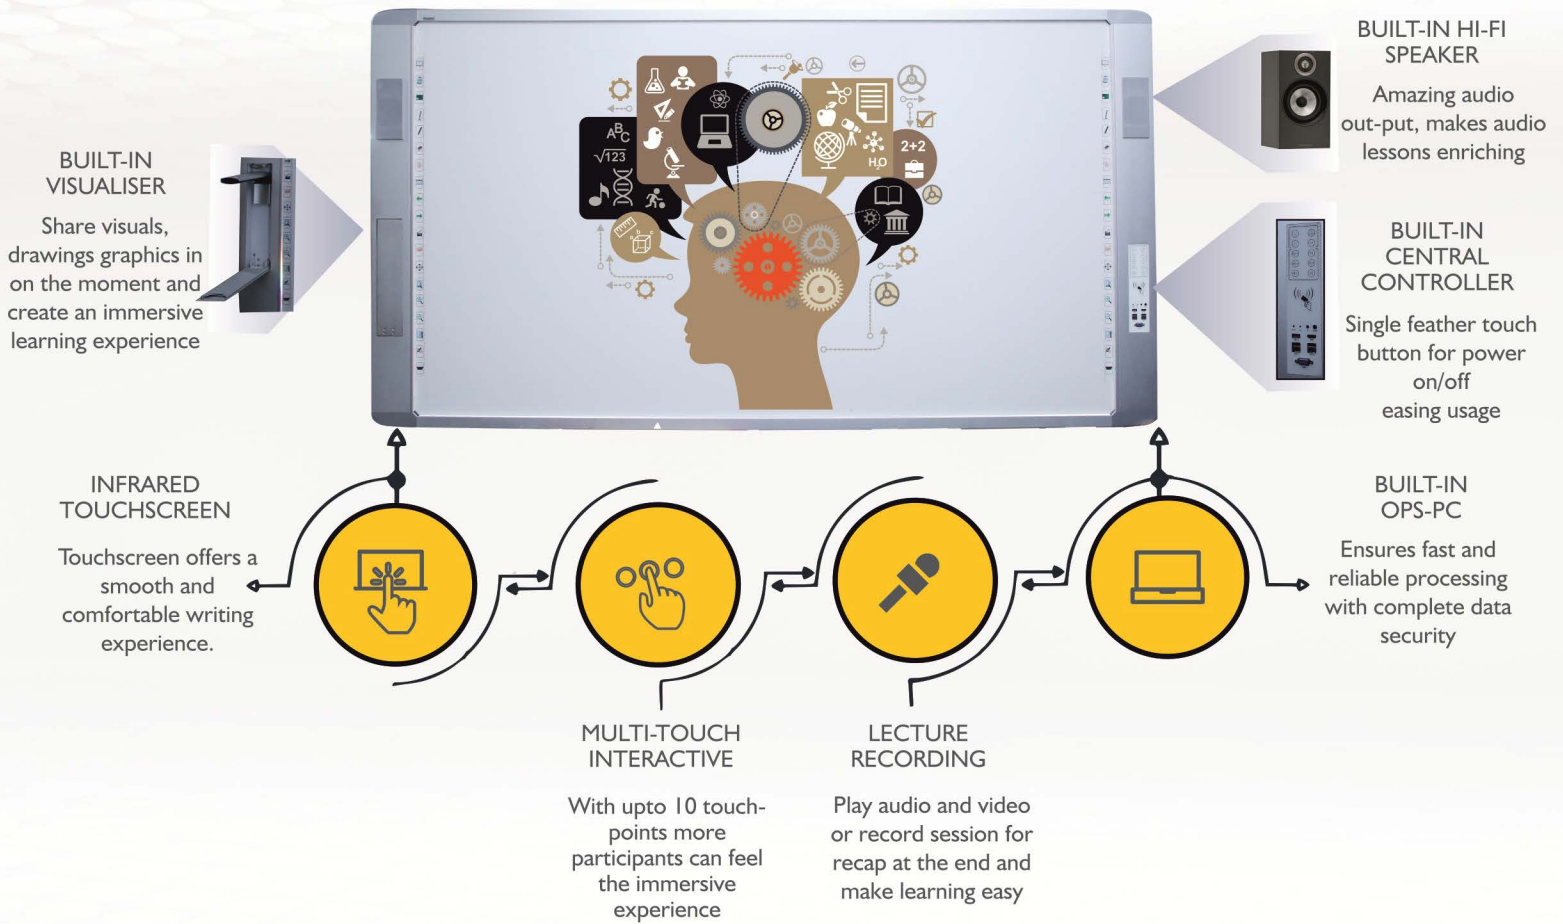 BUILT-IN
VISUALISER
Share visuals,
drawings graphics in
on the moment and
create an immersive
learning experience
A B C
√123
H₂O
2+2
BUILT-IN HI-FI
SPEAKER
Amazing audio
out-put, makes audio
lessons enriching
BUILT-IN
CENTRAL
CONTROLLER
Single feather touch
button for power
on/off
easing usage
INFRARED
TOUCHSCREEN
Touchscreen offers a
smooth and
comfortable writing
experience.
MULTI-TOUCH
INTERACTIVE
With upto 10 touch-
points more
participants can feel
the immersive
experience
LECTURE
RECORDING
Play audio and video
or record session for
recap at the end and
make learning easy
BUILT-IN
OPS-PC
Ensures fast and
reliable processing
with complete data
security